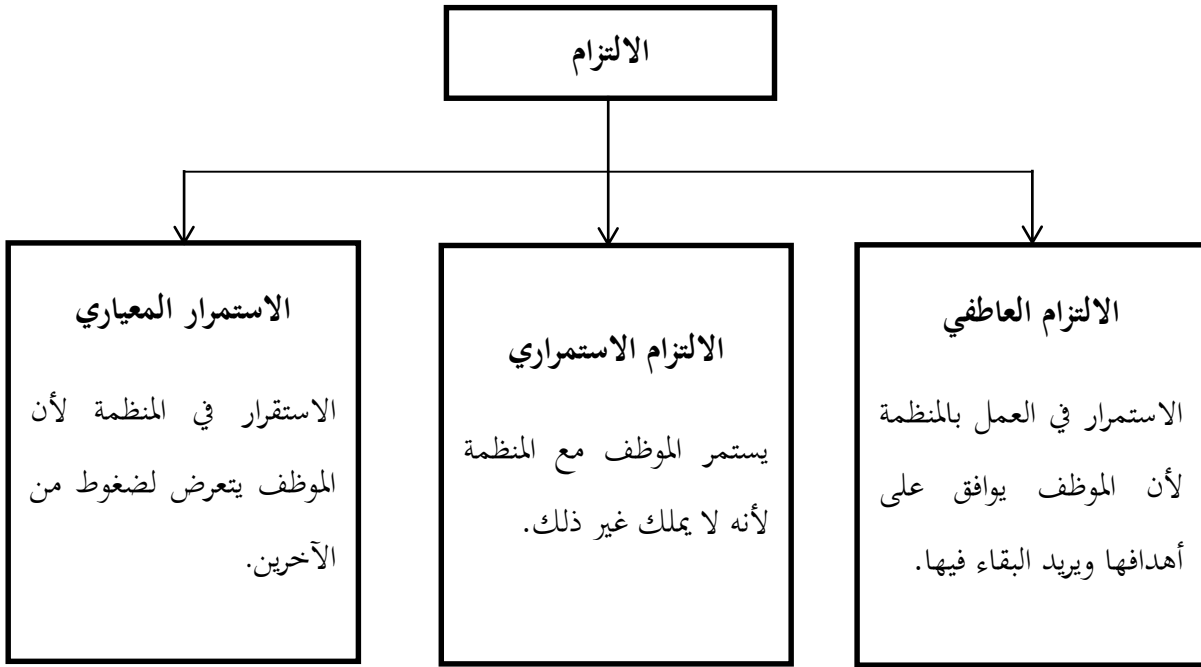 الالتزام
الالتزام العاطفي
الاستمرار في العمل بالمنظمة
لأن الموظف يوافق على
أهدافها ويريد البقاء فيها.
الالتزام الاستمراري
يستمر الموظف مع المنظمة
لأنه لا يملك غير ذلك.
الاستمرار المعياري
الاستقرار في المنظمة لأن
الموظف يتعرض لضغوط من
الآخرين.